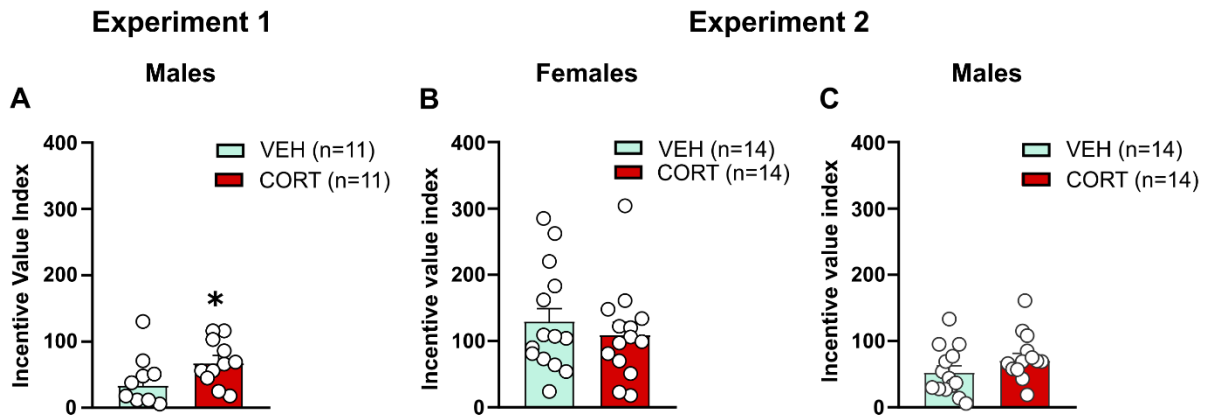 Experiment 1
Experiment 2
Males
Females
Males
A
B
C
Incentive Value Index
400
300
200
100
0
VEH (n=11)
CORT (n=11)
*
Incentive value index
400
300
200
100
0
VEH (n=14)
CORT (n=14)
Incentive value index
400
300
200
100
0
VEH (n=14)
CORT (n=14)